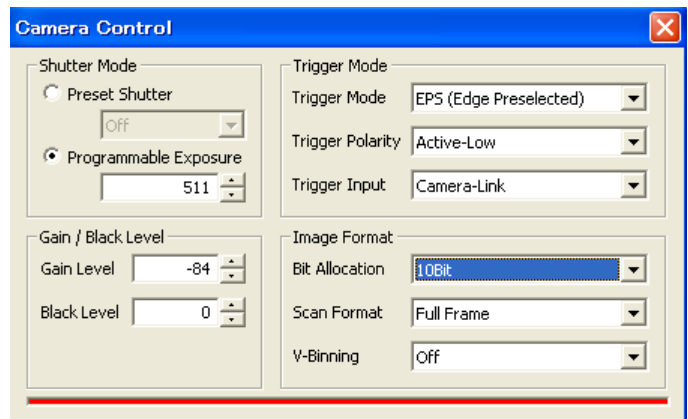 Camera Control
Shutter Mode
Preset Shutter
Off
Programmable Exposure
511
Trigger Mode
Trigger Mode EPS (Edge Preselected)
Trigger Polarity Active-Low
Trigger Input Camera-Link
Gain / Black Level
Gain Level -84
Black Level 0
Image Format
Bit Allocation 10Bit
Scan Format Full Frame
V-Binning Off